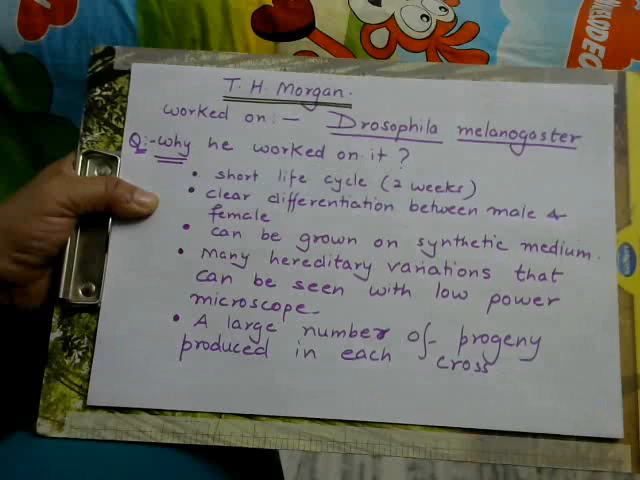 T. H. Morgan.
worked on:- Drosophila melanogaster
Q:- Why he worked on it ?
• short life cycle (2 weeks)
• clear differentiation between male &
female
• can be grown on synthetic medium.
• Many hereditary variations that
can be seen with low power
microscope.
• A large number of progeny
produced in each cross